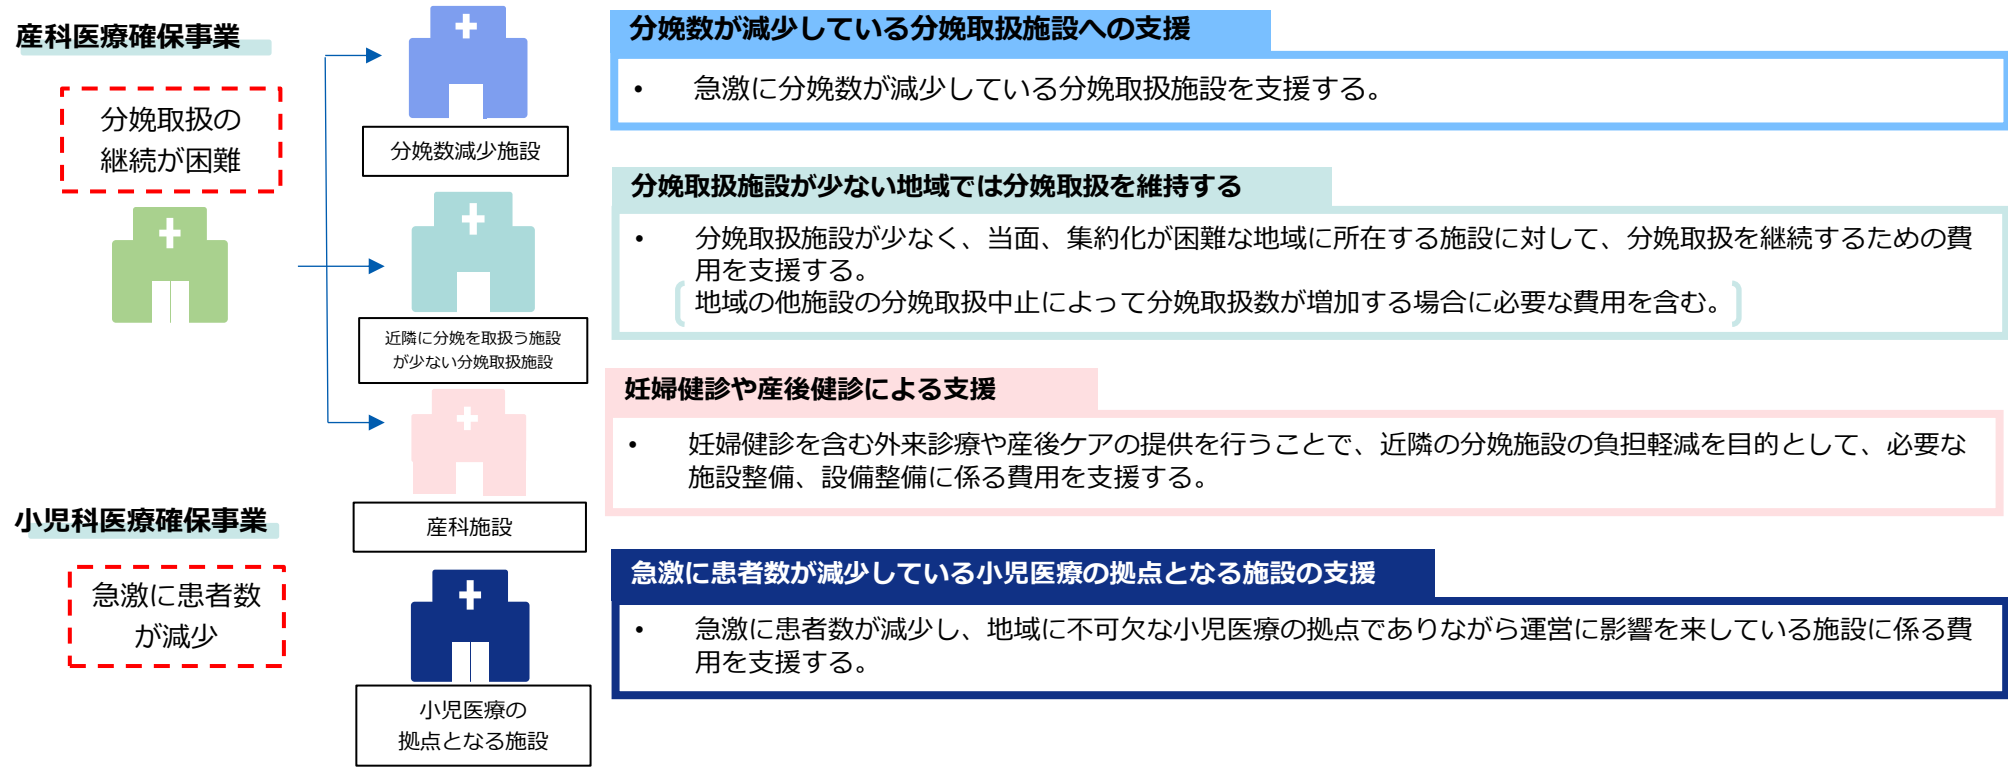 産科医療確保事業
分娩取扱の
継続が困難
分娩数減少施設
分娩数が減少している分娩取扱施設への支援
• 急激に分娩数が減少している分娩取扱施設を支援する。
近隣に分娩を取扱う施設
が少ない分娩取扱施設
分娩取扱施設が少ない地域では分娩取扱を維持する
• 分娩取扱施設が少なく、当面、集約化が困難な地域に所在する施設に対して、分娩取扱を継続するための費
用を支援する。
地域の他施設の分娩取扱中止によって分娩取扱数が増加する場合に必要な費用を含む。
産科施設
妊婦健診や産後健診による支援
• 妊婦健診を含む外来診療や産後ケアの提供を行うことで、近隣の分娩施設の負担軽減を目的として、必要な
施設整備、設備整備に係る費用を支援する。
小児科医療確保事業
急激に患者数
が減少
小児医療の
拠点となる施設
急激に患者数が減少している小児医療の拠点となる施設の支援
• 急激に患者数が減少し、地域に不可欠な小児医療の拠点でありながら運営に影響を来している施設に係る費
用を支援する。